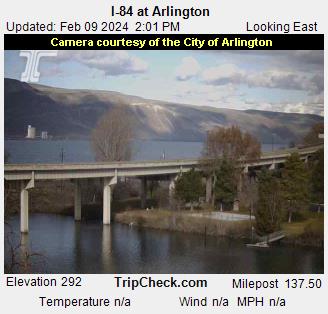 I-84 at Arlington
Updated: Feb 09 2024 2:01 PM Looking East
Camera courtesy of the City of Arlington
Elevation 292 TripCheck.com Milepost 137.50
Temperature n/a Wind n/a MPH n/a